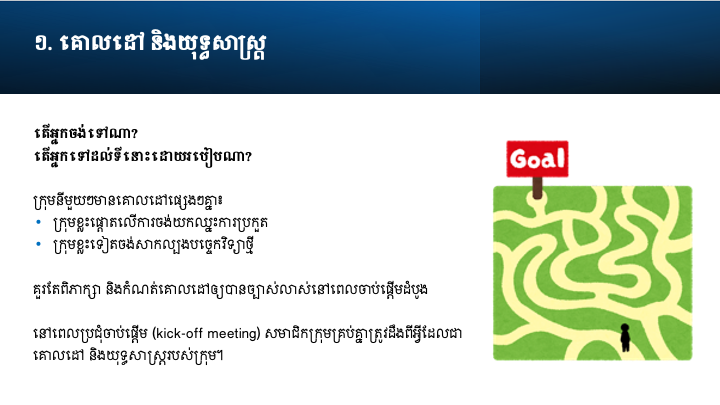 ១. គោលដៅ និងយុទ្ធសាស្ត្រ
តើអ្នកចង់ទៅណា?
តើអ្នកទៅដល់ទីនោះដោយរបៀបណា?
ក្រុមនីមួយៗមានគោលដៅផ្សេងៗគ្នា៖
• ក្រុមខ្លះផ្តោតលើការចង់យកឈ្នះការប្រកួត
• ក្រុមខ្លះទៀតចង់សាកល្បងបច្ចេកវិទ្យាថ្មី
គួរតែពិភាក្សា និងកំណត់គោលដៅឲ្យបានច្បាស់លាស់នៅពេលចាប់ផ្តើមដំបូង
នៅពេលប្រជុំចាប់ផ្តើម (kick-off meeting) សមាជិកក្រុមគ្រប់គ្នាត្រូវដឹងពីអ្វីដែលជា
គោលដៅ និងយុទ្ធសាស្ត្ររបស់ក្រុម។
Goal